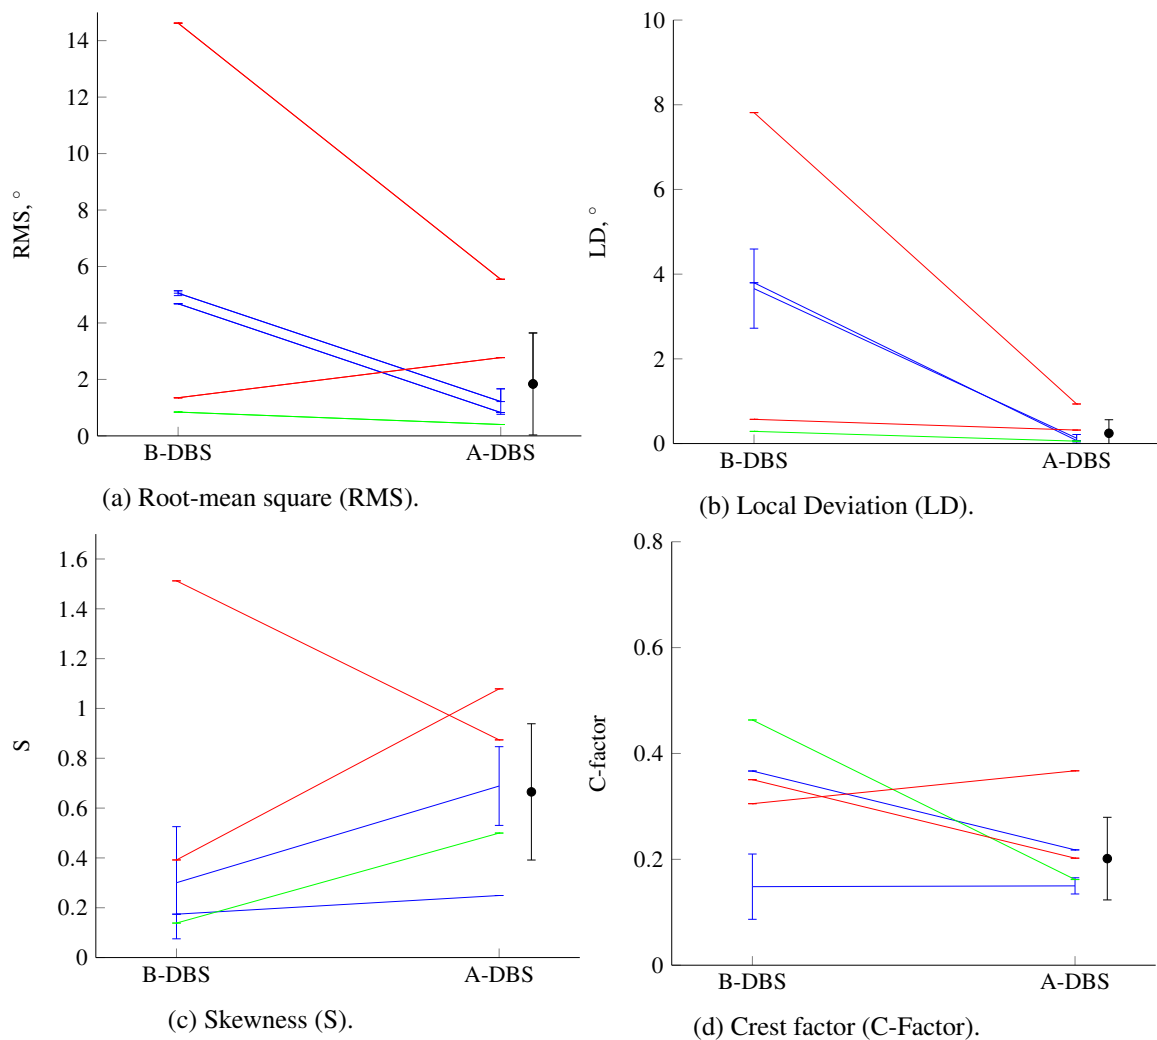 14
12
10
8
6
4
2
0
RMS, °
B-DBS
A-DBS
(a) Root-mean square (RMS).
10
8
6
4
2
0
LD, °
B-DBS
A-DBS
(b) Local Deviation (LD).
1.6
1.4
1.2
1
0.8
0.6
0.4
0.2
0
S
B-DBS
A-DBS
(c) Skewness (S).
0.8
0.6
0.4
0.2
0
C-factor
B-DBS
A-DBS
(d) Crest factor (C-Factor).